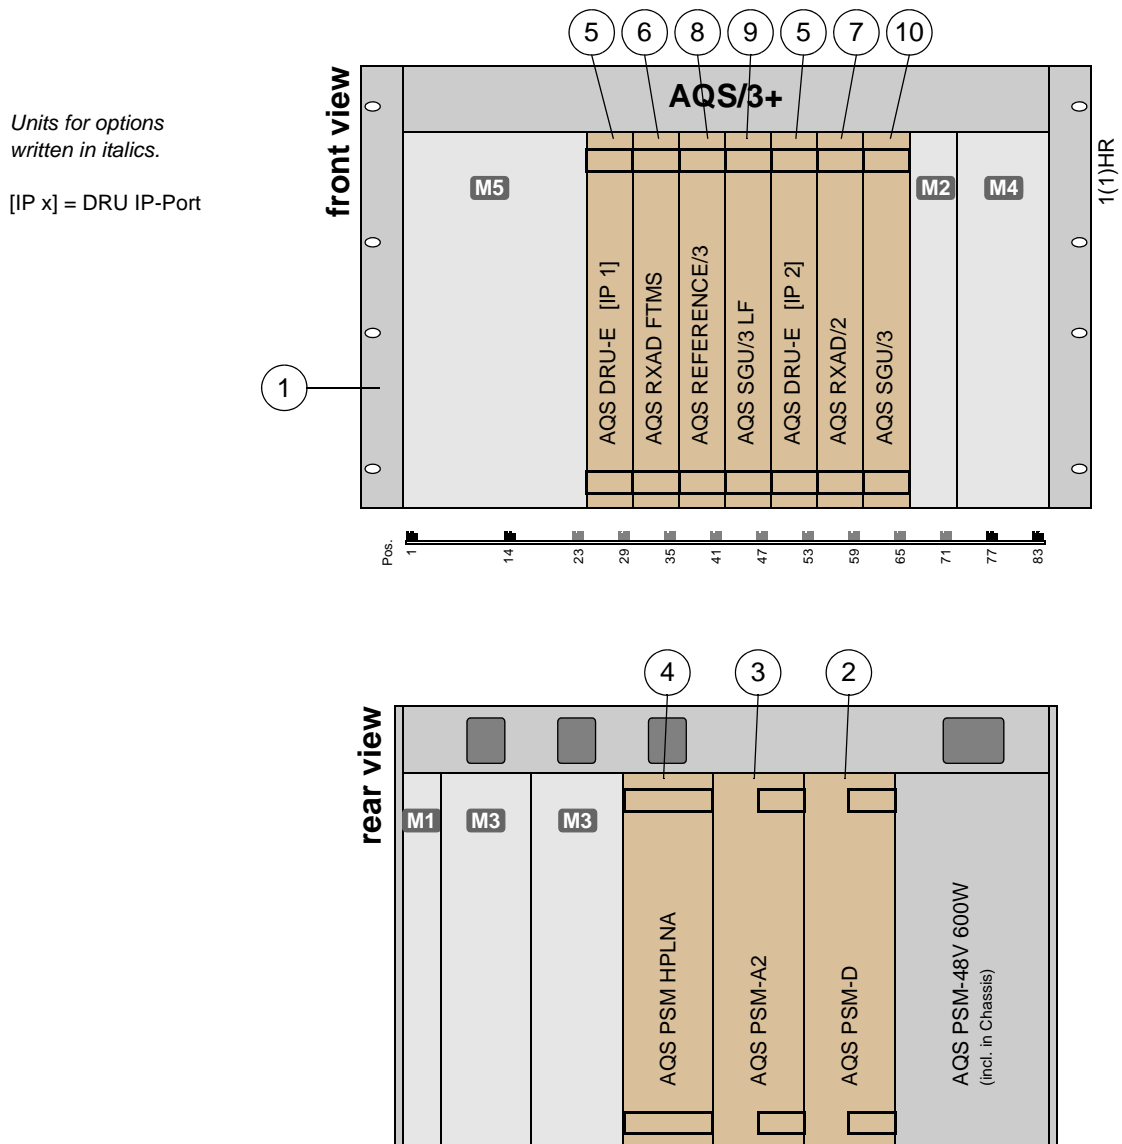 5 6 8 9 5 7 10
front view
AQS/3+
Units for options
written in italics.
[IP x] = DRU IP-Port
M5
M2
M4
1(1)HR
AQS DRU-E [IP 1]
AQS RXAD FTMS
AQS REFERENCE/3
AQS SGU/3 LF
AQS DRU-E [IP 2]
AQS RXAD/2
AQS SGU/3
1
Pos.
1 14 23 29 35 41 47 53 59 65 71 77 83
4 3 2
rear view
M1
M3
M3
AQS PSM HPLNA
AQS PSM-A2
AQS PSM-D
AQS PSM-48V 600W
(incl. in Chassis)